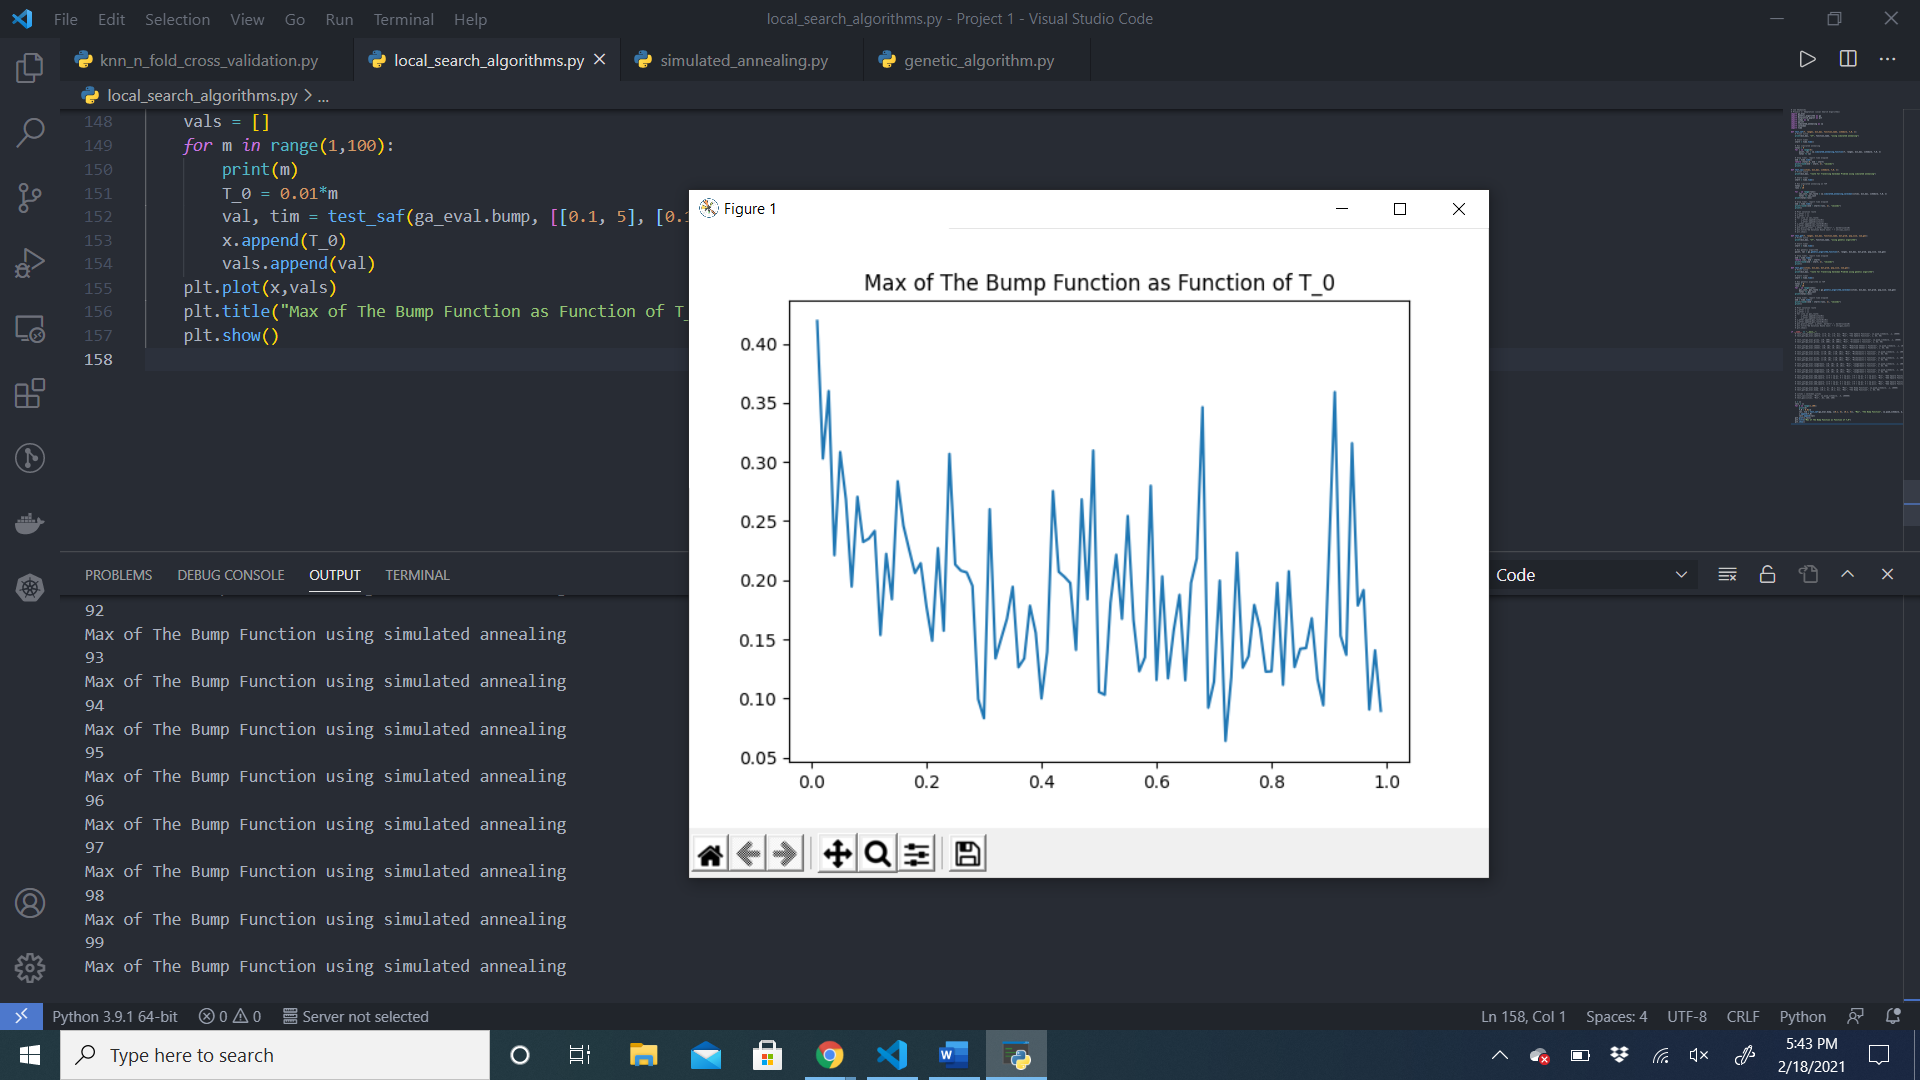 File Edit Selection View Go Run Terminal Help
local_search_algorithms.py - Project 1 - Visual Studio Code
knn_n_fold_cross_validation.py
local_search_algorithms.py
simulated_annealing.py
genetic_algorithm.py
local_search_algorithms.py > ...
148 vals = []
149 for m in range(1,100):
150 print(m)
151 T_0 = 0.01*m
152 val, tim = test_saf(ga_eval.bump, [[0.1, 5], [0.1
153 x.append(T_0)
154 vals.append(val)
155 plt.plot(x,vals)
156 plt.title("Max of The Bump Function as Function of T_
157 plt.show()
158
Figure 1
Max of The Bump Function as Function of T_0
0.40
0.35
0.30
0.25
0.20
0.15
0.10
0.05
0.0 0.2 0.4 0.6 0.8 1.0
PROBLEMS DEBUG CONSOLE OUTPUT TERMINAL
Code
92
Max of The Bump Function using simulated annealing
93
Max of The Bump Function using simulated annealing
94
Max of The Bump Function using simulated annealing
95
Max of The Bump Function using simulated annealing
96
Max of The Bump Function using simulated annealing
97
Max of The Bump Function using simulated annealing
98
Max of The Bump Function using simulated annealing
99
Max of The Bump Function using simulated annealing
Python 3.9.1 64-bit 0 0 Server not selected
Ln 158, Col 1 Spaces: 4 UTF-8 CRLF Python
Type here to search
5:43 PM
2/18/2021